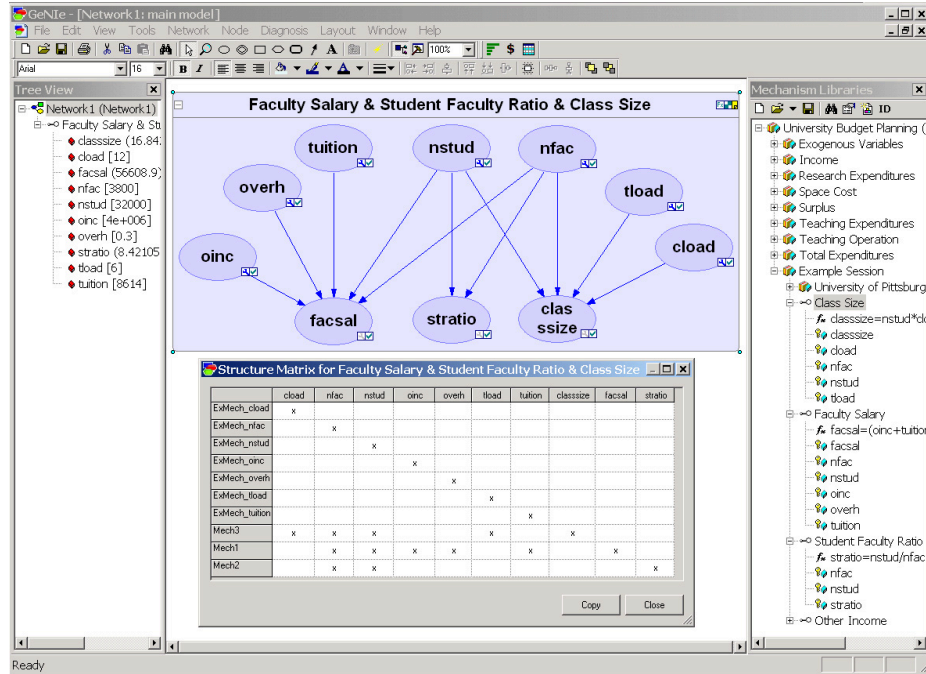 GeNIe - [Network1: main model]
File Edit View Tools Network Node Diagnosis Layout Window Help
100%
Arial 16 B I
Tree View
Network1 (Network1)
Faculty Salary & Stu
classsize (16.842
cload [12]
facsal (56608.9)
nfac [3800]
nstud [32000]
oinc [4e+006]
overh [0.3]
stratio (8.42105
tload [6]
tuition [8614]
Faculty Salary & Student Faculty Ratio & Class Size
tuition
nstud
nfac
overh
tload
oinc
cload
facsal
stratio
clas
ssize
Structure Matrix for Faculty Salary & Student Faculty Ratio & Class Size
cload nfac nstud oinc overh tload tuition classsize facsal stratio
ExMech_cload x
ExMech_nfac x
ExMech_nstud x
ExMech_oinc x
ExMech_overh x
ExMech_tload x
ExMech_tuition x
Mech3 x x x x x
Mech1 x x x x x x
Mech2 x x x
Copy Close
Mechanism Libraries
ID
University Budget Planning (
Exogenous Variables
Income
Research Expenditures
Space Cost
Surplus
Teaching Expenditures
Teaching Operation
Total Expenditures
Example Session
University of Pittsburg
Class Size
classsize=nstud*clo
classsize
cload
nfac
nstud
tload
Faculty Salary
facsal=(oinc+tuition
facsal
nfac
nstud
oinc
overh
tuition
Student Faculty Ratio
stratio=nstud/nfac
nfac
nstud
stratio
Other Income
Ready